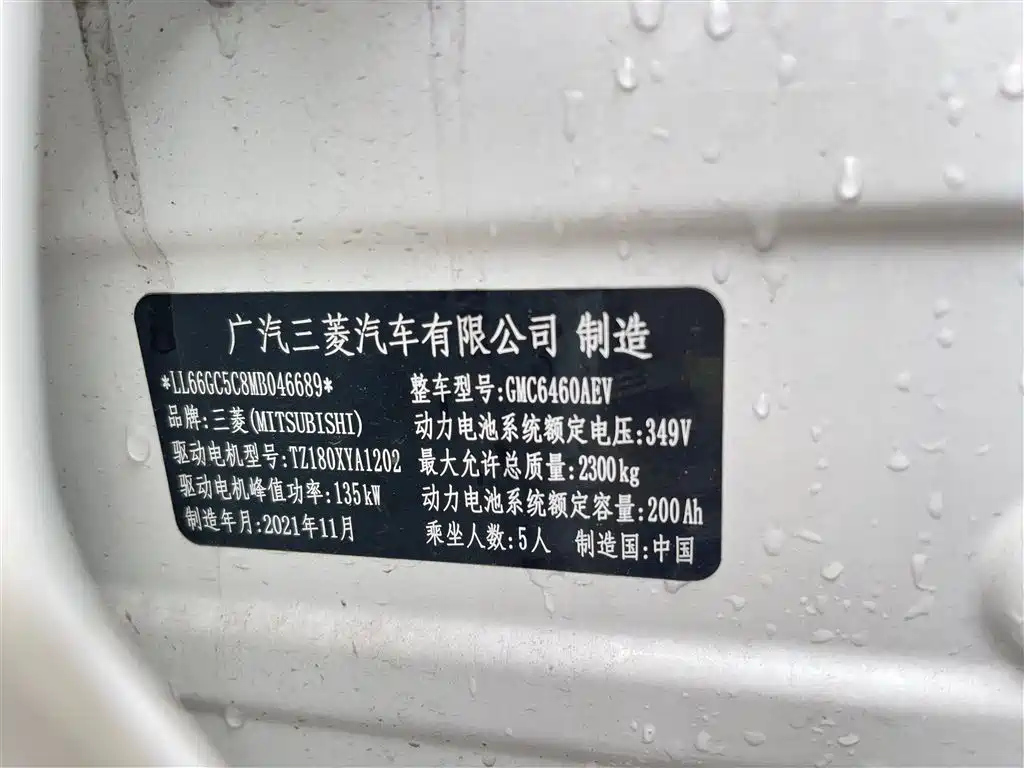 广汽三菱汽车有限公司 制造
*LL66GC5C8MB046689* 整车型号:GMC6460AEV
品牌:三菱(MITSUBISHI) 动力电池系统额定电压:349V
驱动电机型号:TZ180XYA1202 最大允许总质量:2300kg
驱动电机峰值功率:135kW 动力电池系统额定容量:200Ah
制造年月:2021年11月 乘坐人数:5人 制造国:中国